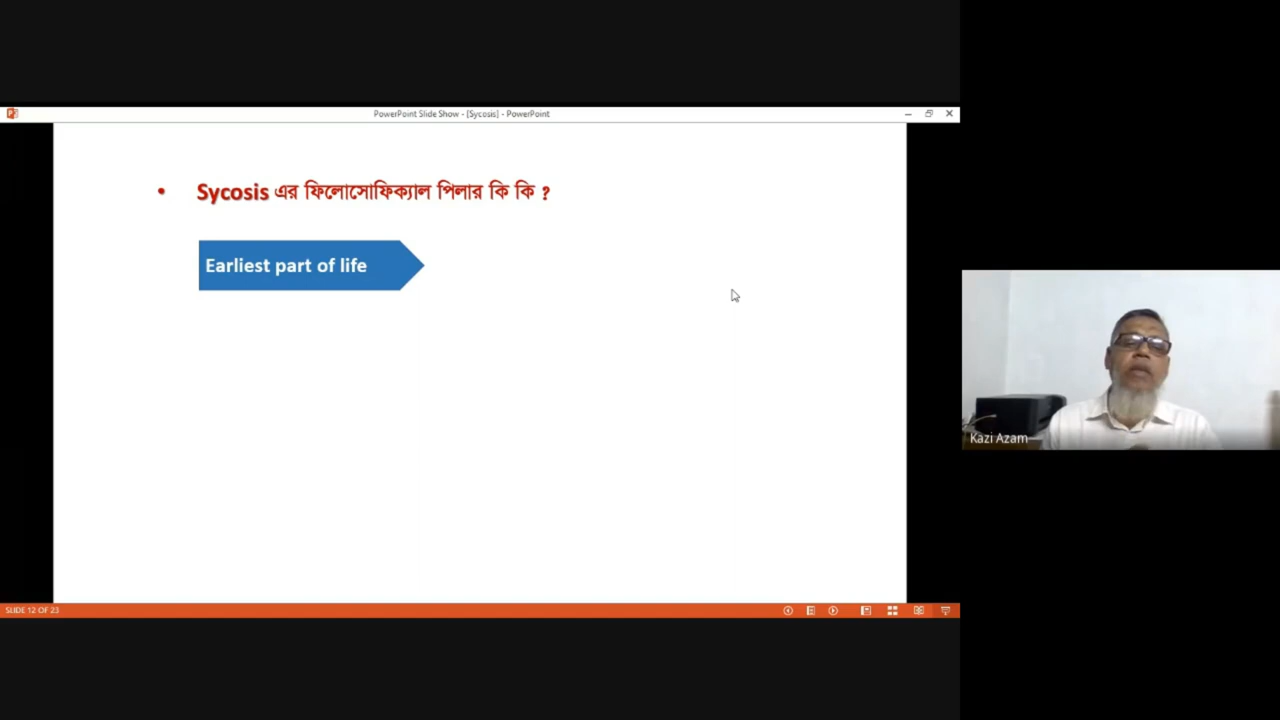 PowerPoint Slide Show - [Sycosis] - PowerPoint
• Sycosis এর ফিলোসোফিক্যাল পিলার কি কি ?
Earliest part of life
Kazi Azam
SLIDE 12 OF 23